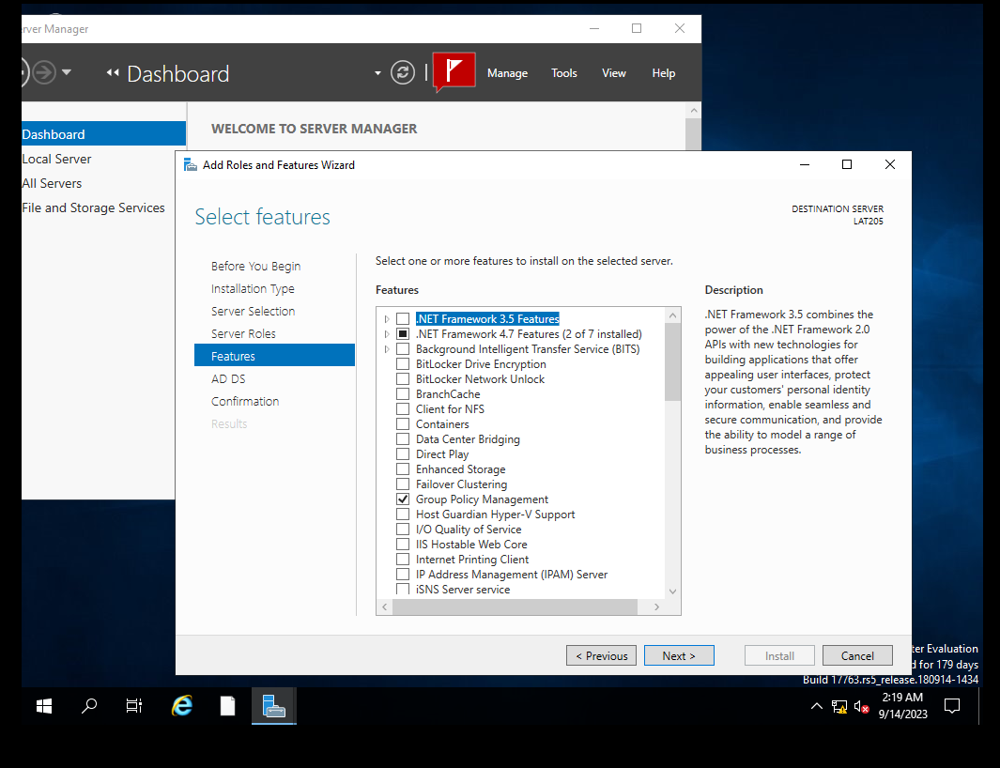 erver Manager
Dashboard
Manage
Tools
View
Help
Dashboard
Local Server
All Servers
File and Storage Services
WELCOME TO SERVER MANAGER
Add Roles and Features Wizard
Select features
DESTINATION SERVER
LAT205
Before You Begin
Installation Type
Server Selection
Server Roles
Features
AD DS
Confirmation
Results
Select one or more features to install on the selected server.
Features
.NET Framework 3.5 Features
.NET Framework 4.7 Features (2 of 7 installed)
Background Intelligent Transfer Service (BITS)
BitLocker Drive Encryption
BitLocker Network Unlock
BranchCache
Client for NFS
Containers
Data Center Bridging
Direct Play
Enhanced Storage
Failover Clustering
Group Policy Management
Host Guardian Hyper-V Support
I/O Quality of Service
IIS Hostable Web Core
Internet Printing Client
IP Address Management (IPAM) Server
iSNS Server service
Description
.NET Framework 3.5 combines the
power of the .NET Framework 2.0
APIs with new technologies for
building applications that offer
appealing user interfaces, protect
your customers' personal identity
information, enable seamless and
secure communication, and provide
the ability to model a range of
business processes.
< Previous
Next >
Install
Cancel
ter Evaluation
d for 179 days
Build 17763.rs5_release.180914-1434
2:19 AM
9/14/2023